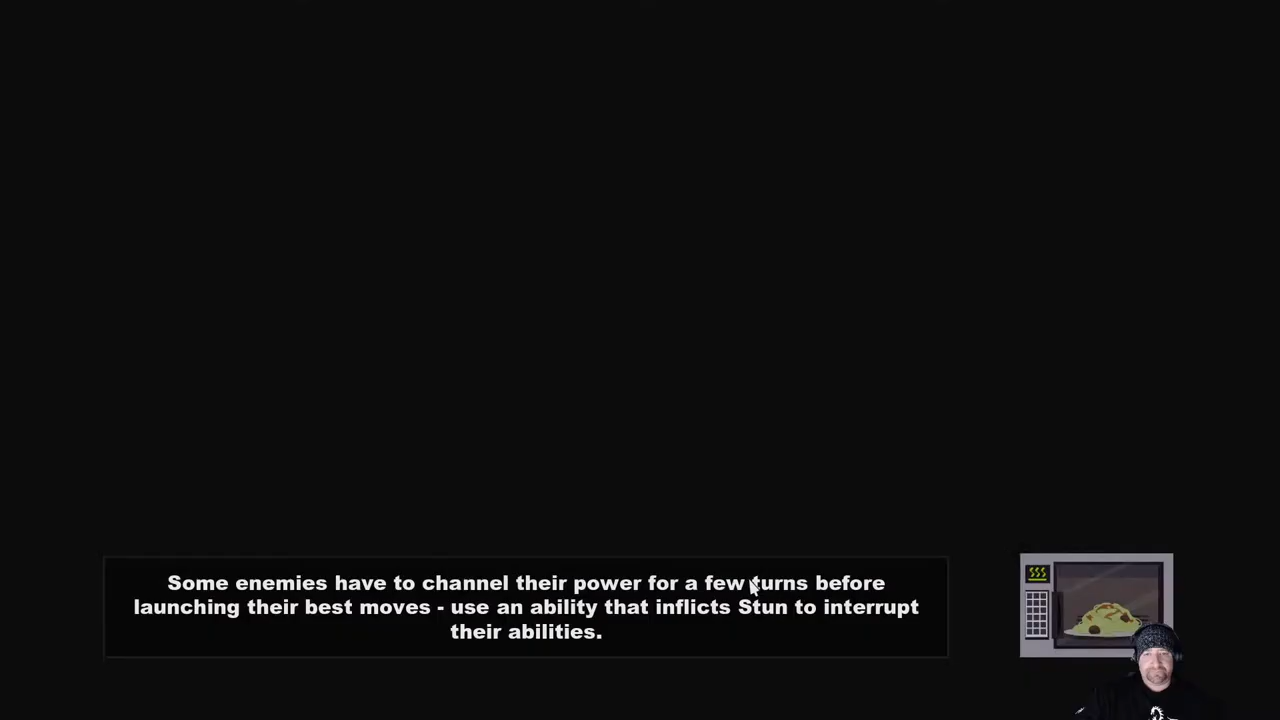 Some enemies have to channel their power for a few turns before
launching their best moves - use an ability that inflicts Stun to interrupt
their abilities.